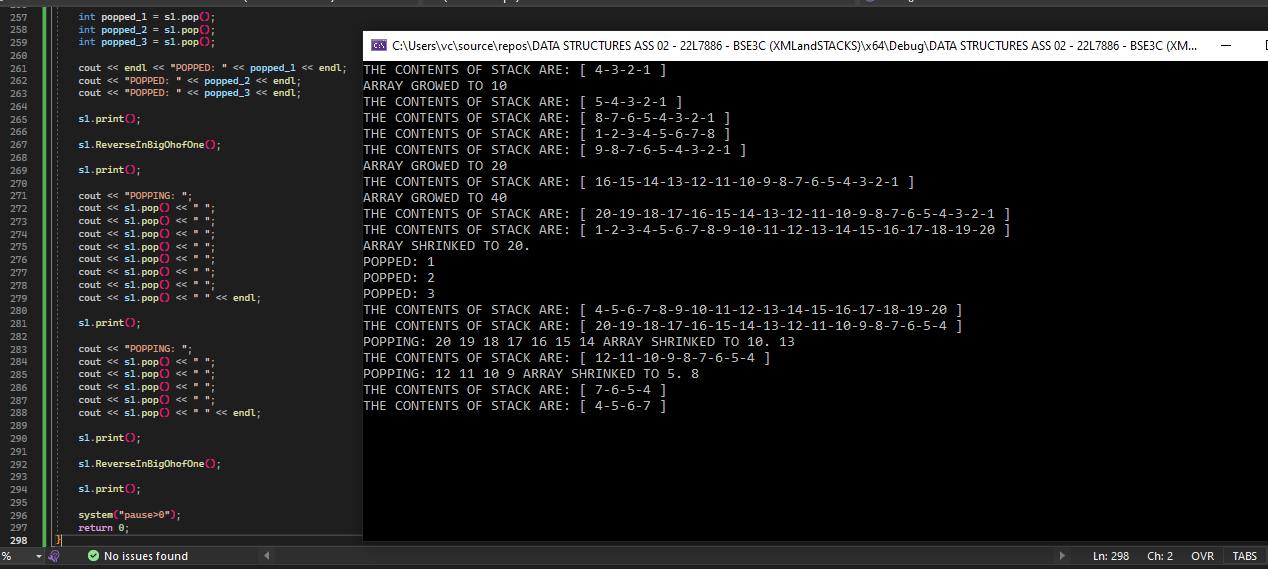 257 int popped_1 = s1.pop();
258 int popped_2 = s1.pop();
259 int popped_3 = s1.pop();
260
261 cout << endl << "POPPED: " << popped_1 << endl;
262 cout << "POPPED: " << popped_2 << endl;
263 cout << "POPPED: " << popped_3 << endl;
264
265 s1.print();
266
267 s1.ReverseInBigOhofOne();
268
269 s1.print();
270
271 cout << "POPPING: ";
272 cout << s1.pop() << " ";
273 cout << s1.pop() << " ";
274 cout << s1.pop() << " ";
275 cout << s1.pop() << " ";
276 cout << s1.pop() << " ";
277 cout << s1.pop() << " ";
278 cout << s1.pop() << " ";
279 cout << s1.pop() << " " << endl;
280
281 s1.print();
282
283 cout << "POPPING: ";
284 cout << s1.pop() << " ";
285 cout << s1.pop() << " ";
286 cout << s1.pop() << " ";
287 cout << s1.pop() << " ";
288 cout << s1.pop() << " " << endl;
289
290 s1.print();
291
292 s1.ReverseInBigOhofOne();
293
294 s1.print();
295
296 system("pause>0");
297 return 0;
298 }
C:\Users\vc\source\repos\DATA STRUCTURES ASS 02 - 22L7886 - BSE3C (XMLandSTACKS)\x64\Debug\DATA STRUCTURES ASS 02 - 22L7886 - BSE3C (XM...
THE CONTENTS OF STACK ARE: [ 4-3-2-1 ]
ARRAY GROWED TO 10
THE CONTENTS OF STACK ARE: [ 5-4-3-2-1 ]
THE CONTENTS OF STACK ARE: [ 8-7-6-5-4-3-2-1 ]
THE CONTENTS OF STACK ARE: [ 1-2-3-4-5-6-7-8 ]
THE CONTENTS OF STACK ARE: [ 9-8-7-6-5-4-3-2-1 ]
ARRAY GROWED TO 20
THE CONTENTS OF STACK ARE: [ 16-15-14-13-12-11-10-9-8-7-6-5-4-3-2-1 ]
ARRAY GROWED TO 40
THE CONTENTS OF STACK ARE: [ 20-19-18-17-16-15-14-13-12-11-10-9-8-7-6-5-4-3-2-1 ]
THE CONTENTS OF STACK ARE: [ 1-2-3-4-5-6-7-8-9-10-11-12-13-14-15-16-17-18-19-20 ]
ARRAY SHRINKED TO 20.
POPPED: 1
POPPED: 2
POPPED: 3
THE CONTENTS OF STACK ARE: [ 4-5-6-7-8-9-10-11-12-13-14-15-16-17-18-19-20 ]
THE CONTENTS OF STACK ARE: [ 20-19-18-17-16-15-14-13-12-11-10-9-8-7-6-5-4 ]
POPPING: 20 19 18 17 16 15 14 ARRAY SHRINKED TO 10. 13
THE CONTENTS OF STACK ARE: [ 12-11-10-9-8-7-6-5-4 ]
POPPING: 12 11 10 9 ARRAY SHRINKED TO 5. 8
THE CONTENTS OF STACK ARE: [ 7-6-5-4 ]
THE CONTENTS OF STACK ARE: [ 4-5-6-7 ]
% No issues found Ln: 298 Ch: 2 OVR TABS